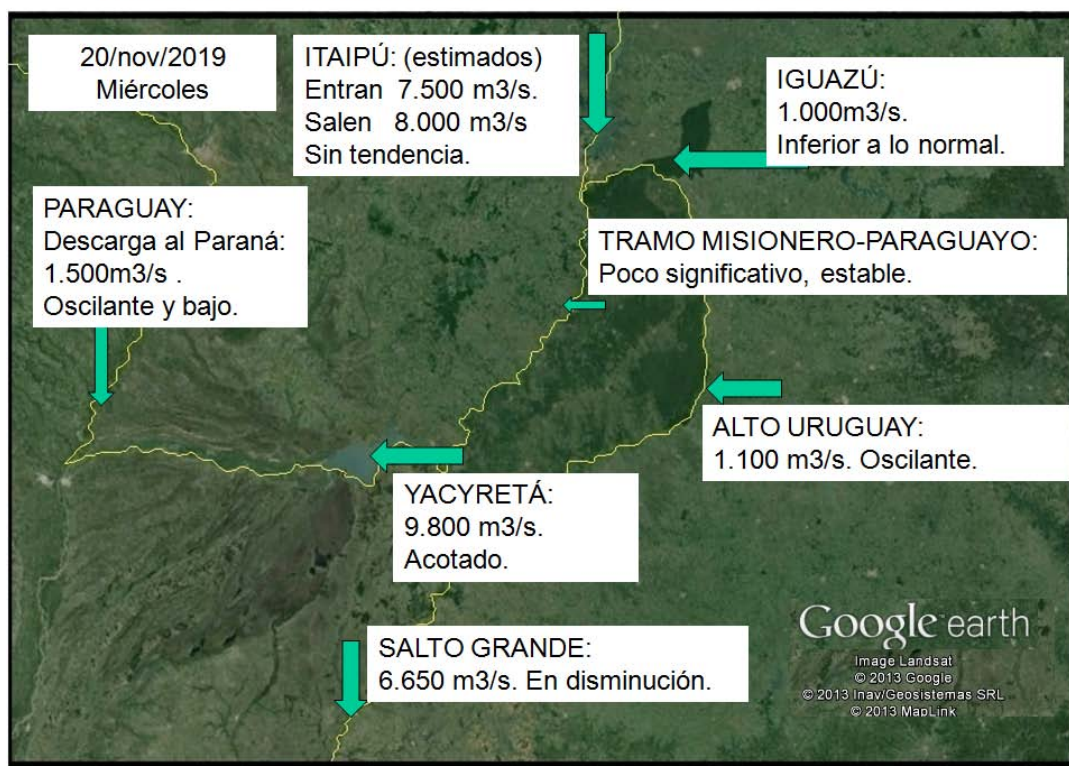 20/nov/2019
Miércoles
ITAIPÚ: (estimados)
Entran 7.500 m3/s.
Salen 8.000 m3/s
Sin tendencia.
IGUAZÚ:
1.000m3/s.
Inferior a lo normal.
PARAGUAY:
Descarga al Paraná:
1.500m3/s .
Oscilante y bajo.
TRAMO MISIONERO-PARAGUAYO:
Poco significativo, estable.
ALTO URUGUAY:
1.100 m3/s. Oscilante.
YACYRETÁ:
9.800 m3/s.
Acotado.
SALTO GRANDE:
6.650 m3/s. En disminución.
Google earth
Image Landsat
© 2013 Google
© 2013 Inav/Geosistemas SRL
© 2013 MapLink